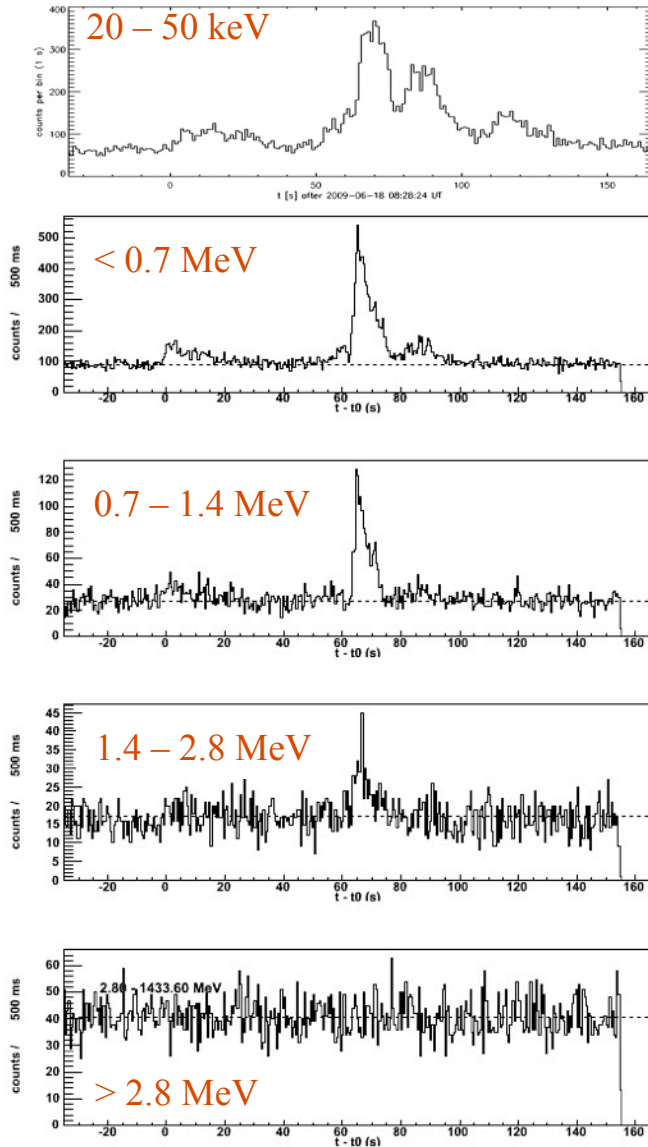 20 – 50 keV
400
300
200
100
0
counts per bin (1 s)
0 50 100 150
t [s] after 2009-06-18 08:28:24 UT
< 0.7 MeV
500
400
300
200
100
0
counts / 500 ms
-20 0 20 40 60 80 100 120 140 160
t - t0 (s)
0.7 – 1.4 MeV
120
100
80
60
40
20
0
counts / 500 ms
-20 0 20 40 60 80 100 120 140 160
t - t0 (s)
1.4 – 2.8 MeV
45
40
35
30
25
20
15
10
5
0
counts / 500 ms
-20 0 20 40 60 80 100 120 140 160
t - t0 (s)
2.80 - 1433.60 MeV
> 2.8 MeV
60
50
40
30
20
10
0
counts / 500 ms
-20 0 20 40 60 80 100 120 140 160
t - t0 (s)